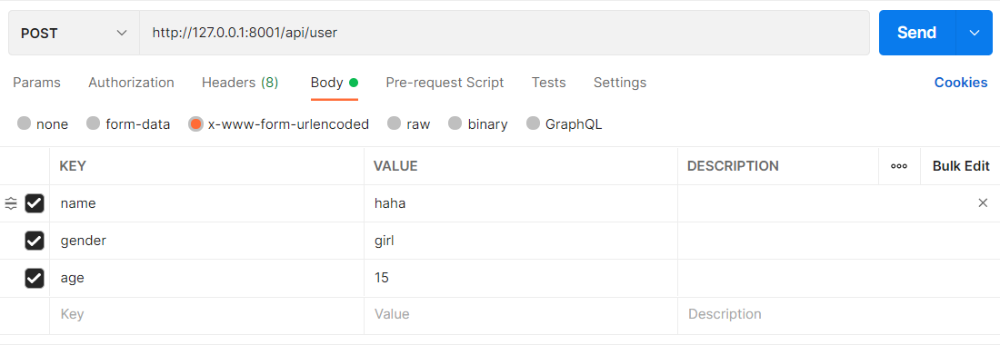 POST http://127.0.0.1:8001/api/user Send
Params Authorization Headers (8) Body Pre-request Script Tests Settings Cookies
none form-data x-www-form-urlencoded raw binary GraphQL
KEY VALUE DESCRIPTION Bulk Edit
name haha
gender girl
age 15
Key Value Description